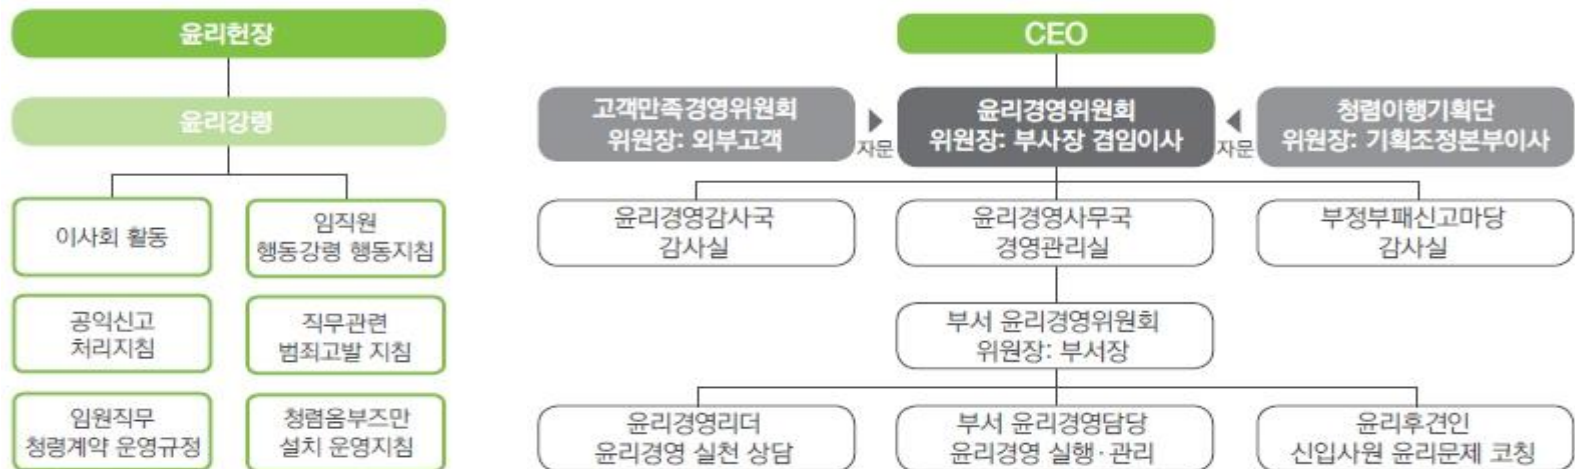 윤리헌장
윤리강령
이사회 활동
임직원
행동강령 행동지침
공익신고
처리지침
직무관련
범죄고발 지침
임원직무
청령계약 운영규정
청렴옴부즈만
설치 운영지침
CEO
고객만족경영위원회
위원장: 외부고객
자문
윤리경영위원회
위원장: 부사장 겸임이사
자문
청렴이행기획단
위원장: 기획조정본부이사
윤리경영감사국
감사실
윤리경영사무국
경영관리실
부정부패신고마당
감사실
부서 윤리경영위원회
위원장: 부서장
윤리경영리더
윤리경영 실천 상담
부서 윤리경영담당
윤리경영 실행·관리
윤리후견인
신입사원 윤리문제 코칭